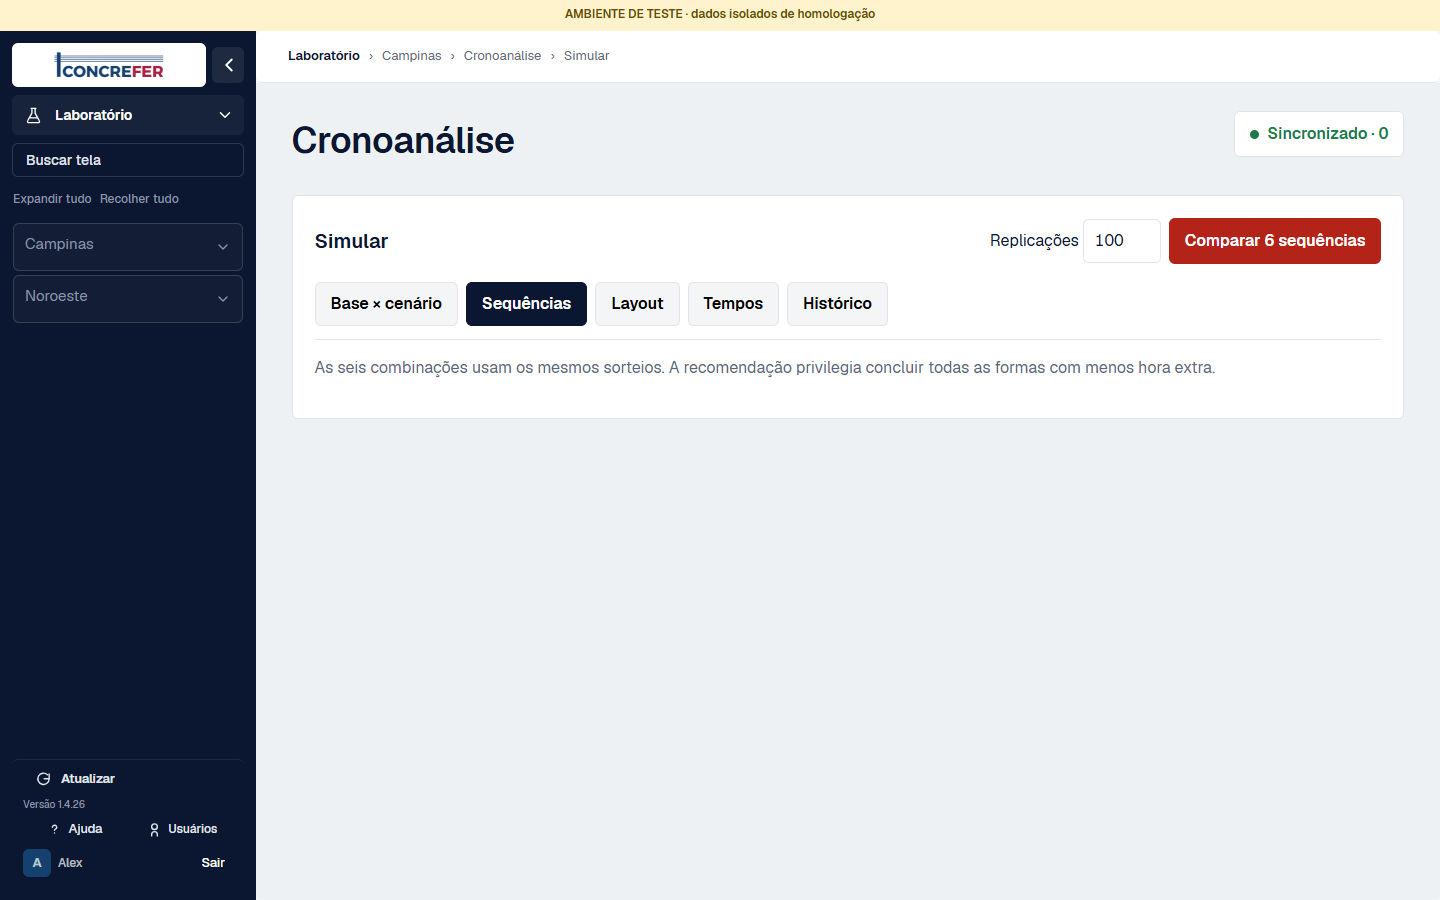 AMBIENTE DE TESTE · dados isolados de homologação
CONCREFER
Laboratório
Buscar tela
Expandir tudo Recolher tudo
Campinas
Noroeste
Atualizar
Versão 1.4.26
? Ajuda Usuários
A Alex Sair
Laboratório › Campinas › Cronoanálise › Simular
Cronoanálise
Sincronizado · 0
Simular
Replicações 100 Comparar 6 sequências
Base × cenário Sequências Layout Tempos Histórico
As seis combinações usam os mesmos sorteios. A recomendação privilegia concluir todas as formas com menos hora extra.